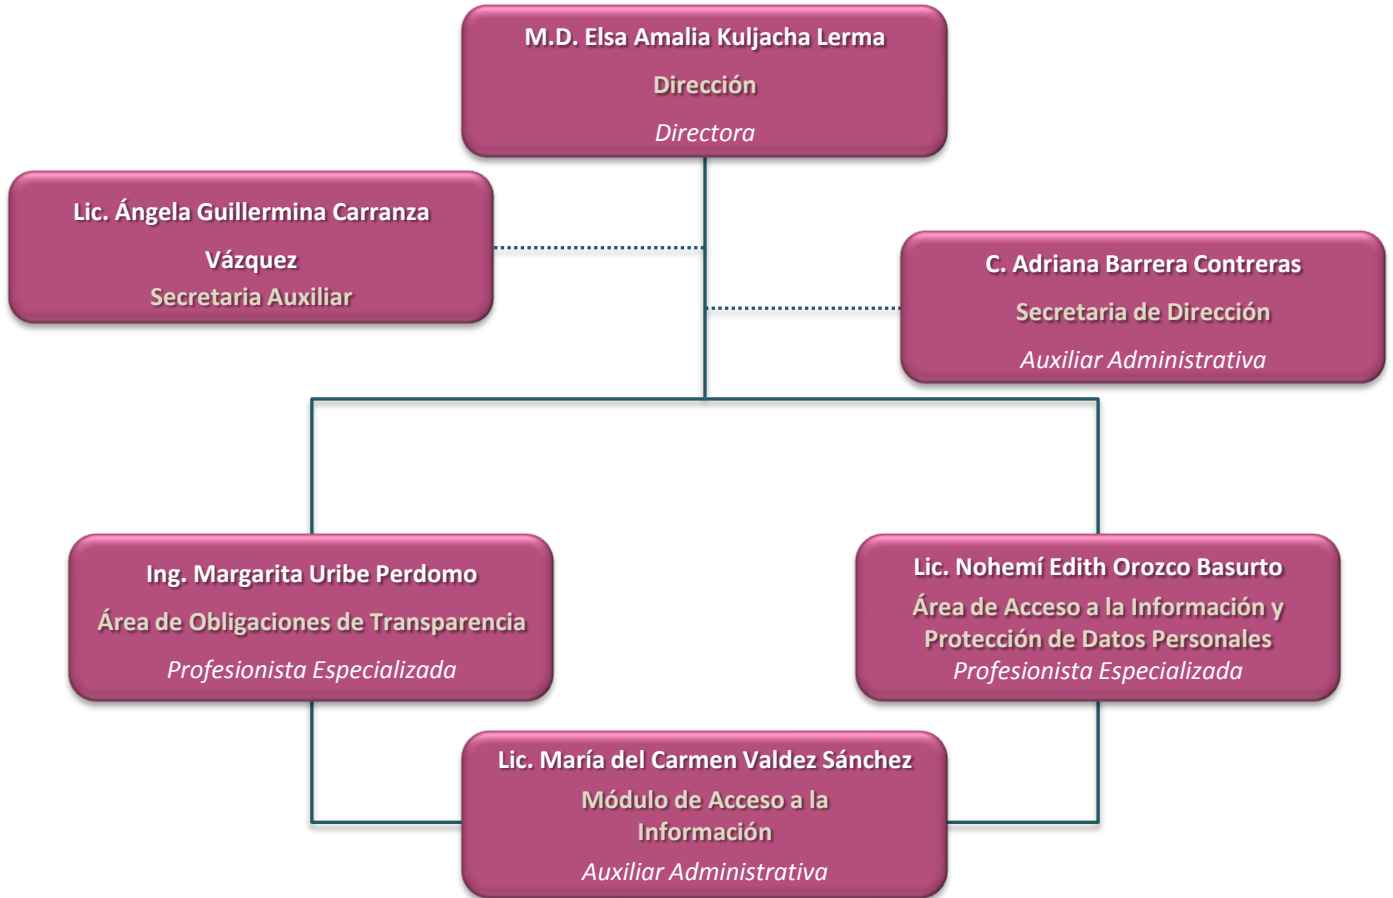 M.D. Elsa Amalia Kuljacha Lerma
Dirección
Directora
Lic. Ángela Guillermina Carranza
Vázquez
Secretaria Auxiliar
C. Adriana Barrera Contreras
Secretaria de Dirección
Auxiliar Administrativa
Ing. Margarita Uribe Perdomo
Área de Obligaciones de Transparencia
Profesionista Especializada
Lic. Nohemí Edith Orozco Basurto
Área de Acceso a la Información y
Protección de Datos Personales
Profesionista Especializada
Lic. María del Carmen Valdez Sánchez
Módulo de Acceso a la
Información
Auxiliar Administrativa